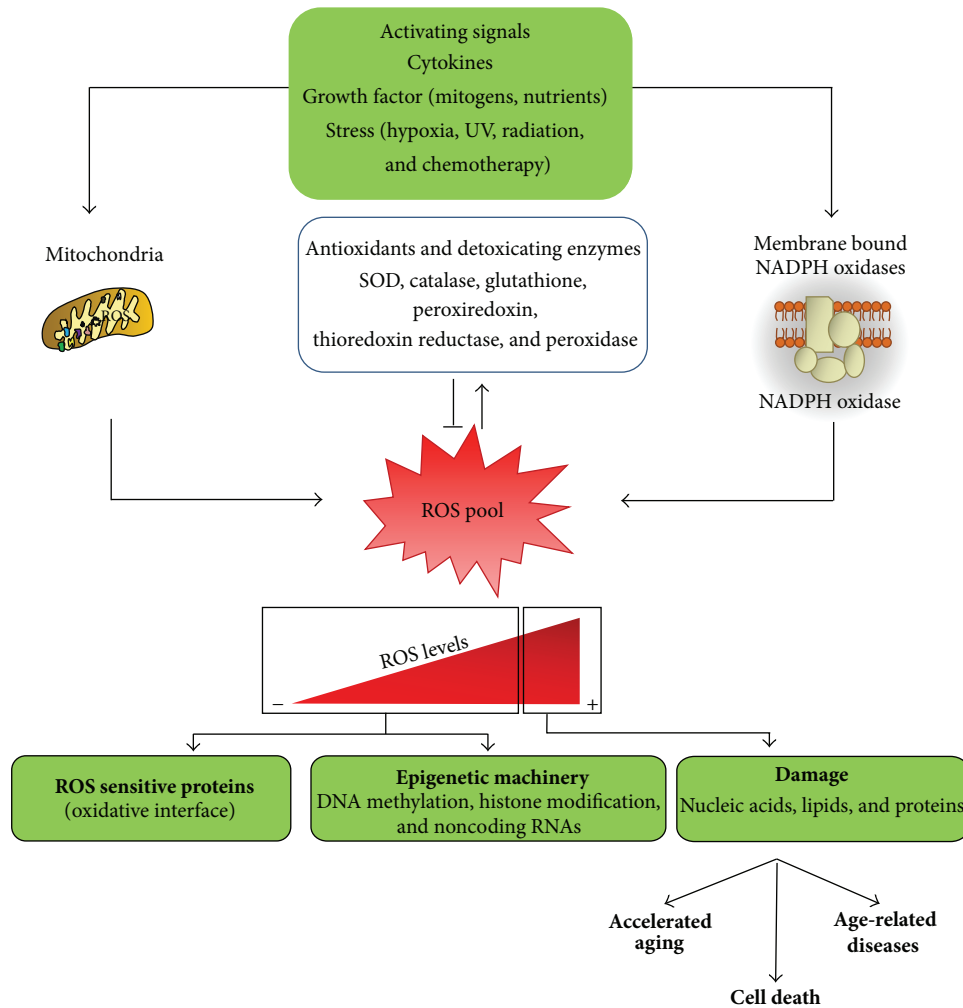 Activating signals
Cytokines
Growth factor (mitogens, nutrients)
Stress (hypoxia, UV, radiation,
and chemotherapy)
Mitochondria
ROS
Antioxidants and detoxicating enzymes
SOD, catalase, glutathione,
peroxiredoxin,
thioredoxin reductase, and peroxidase
Membrane bound
NADPH oxidases
NADPH oxidase
ROS pool
ROS levels
− +
ROS sensitive proteins
(oxidative interface)
Epigenetic machinery
DNA methylation, histone modification,
and noncoding RNAs
Damage
Nucleic acids, lipids, and proteins
Accelerated
aging
Age-related
diseases
Cell death